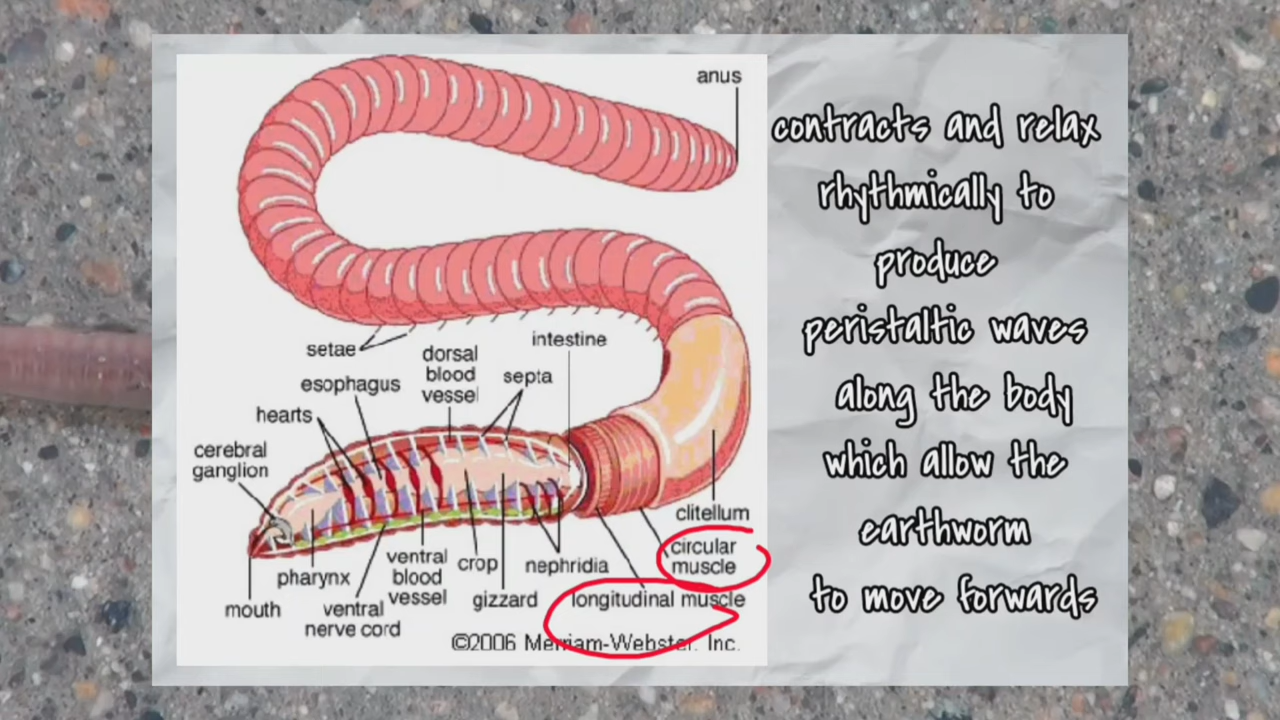 anus
contracts and relax
rhythmically to
produce
peristaltic waves
along the body
which allow the
earthworm
to move forwards
setae
dorsal
blood
vessel
intestine
esophagus
septa
hearts
cerebral
ganglion
clitellum
circular
muscle
ventral
blood
vessel
crop
nephridia
pharynx
gizzard
longitudinal muscle
mouth
ventral
nerve cord
©2006 Merriam-Webster, Inc.